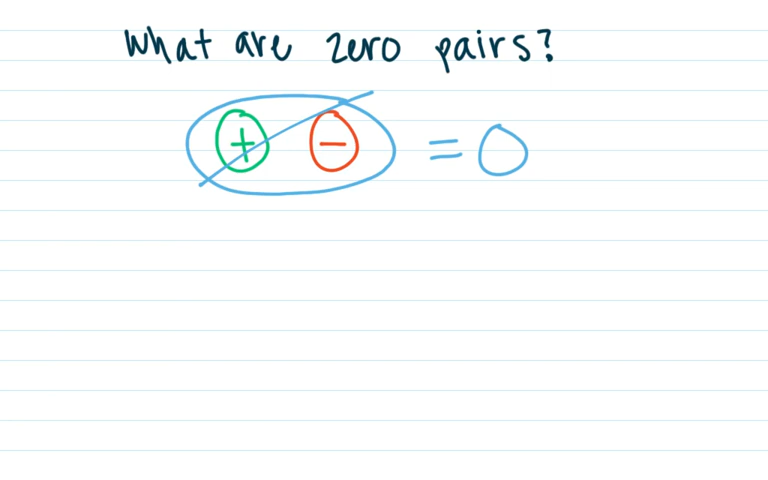 What are zero pairs?
+ - = 0